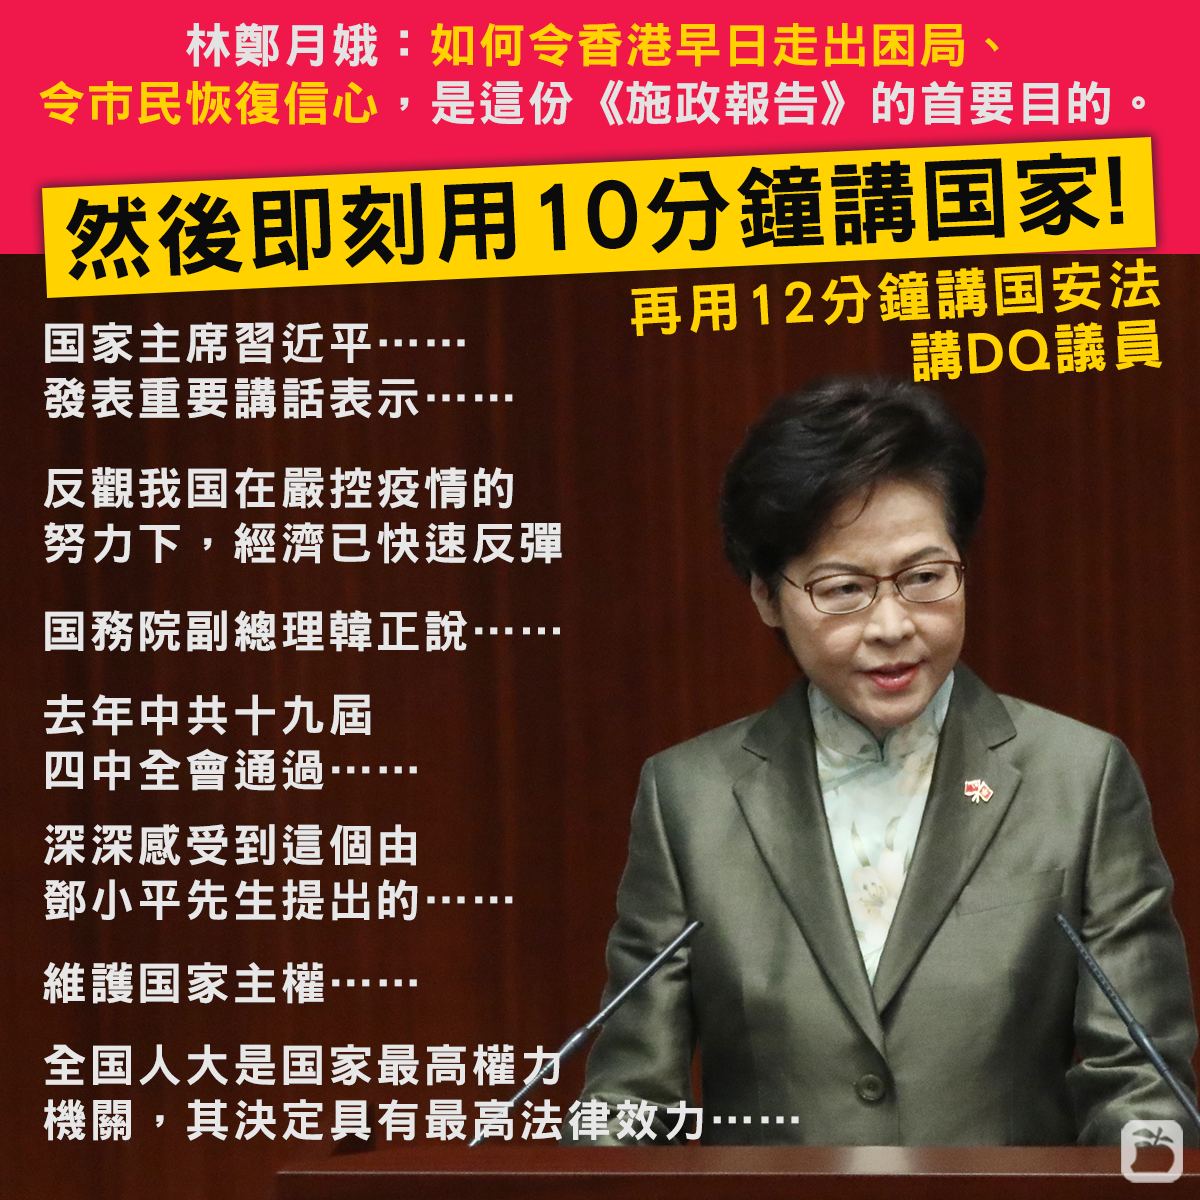 林鄭月娥：如何令香港早日走出困局、
令市民恢復信心，是這份《施政報告》的首要目的。
然後即刻用10分鐘講国家!
再用12分鐘講国安法
講DQ議員
国家主席習近平……
發表重要講話表示……
反觀我国在嚴控疫情的
努力下，經濟已快速反彈
国務院副總理韓正說……
去年中共十九屆
四中全會通過……
深深感受到這個由
鄧小平先生提出的……
維護国家主權……
全国人大是国家最高權力
機關，其決定具有最高法律效力……